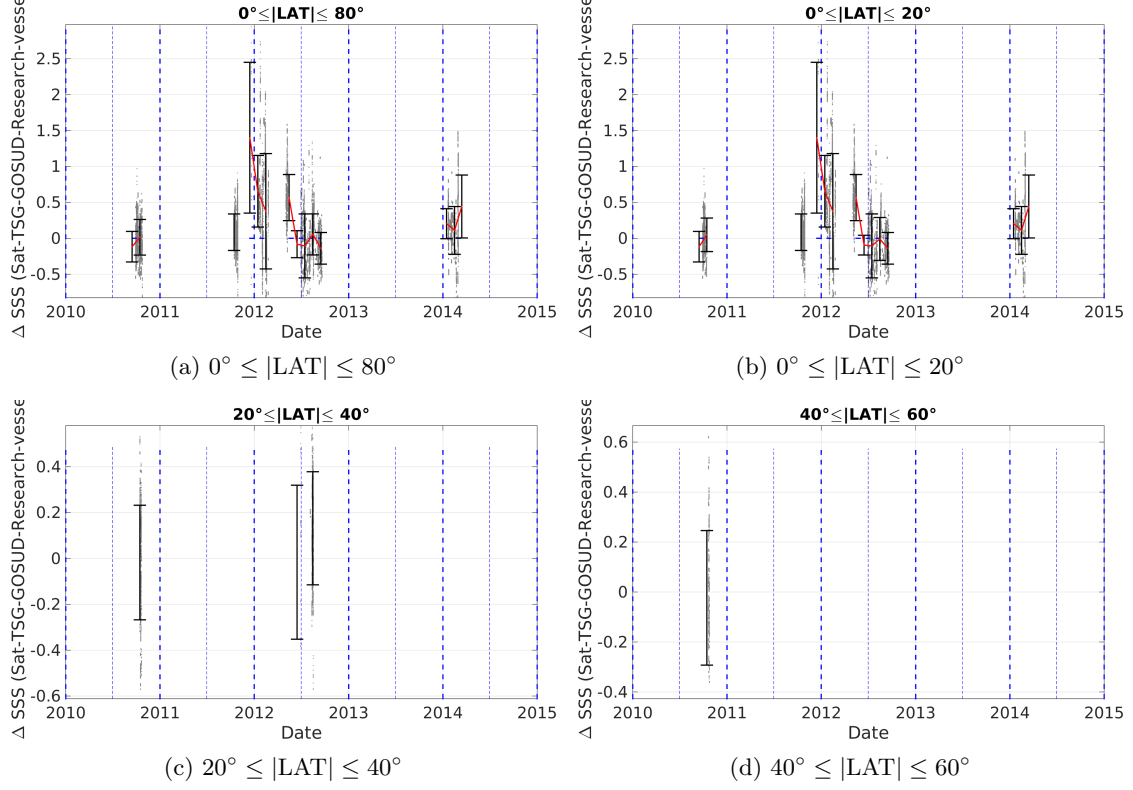 0°≤|LAT|≤ 80°
Δ SSS (Sat-TSG-GOSUD-Research-vesse
2.5
2
1.5
1
0.5
0
-0.5
2010 2011 2012 2013 2014 2015
Date
(a) 0° ≤ |LAT| ≤ 80°
0°≤|LAT|≤ 20°
Δ SSS (Sat-TSG-GOSUD-Research-vesse
2.5
2
1.5
1
0.5
0
-0.5
2010 2011 2012 2013 2014 2015
Date
(b) 0° ≤ |LAT| ≤ 20°
20°≤|LAT|≤ 40°
Δ SSS (Sat-TSG-GOSUD-Research-vesse
0.4
0.2
0
-0.2
-0.4
-0.6
2010 2011 2012 2013 2014 2015
Date
(c) 20° ≤ |LAT| ≤ 40°
40°≤|LAT|≤ 60°
Δ SSS (Sat-TSG-GOSUD-Research-vesse
0.6
0.4
0.2
0
-0.2
-0.4
2010 2011 2012 2013 2014 2015
Date
(d) 40° ≤ |LAT| ≤ 60°